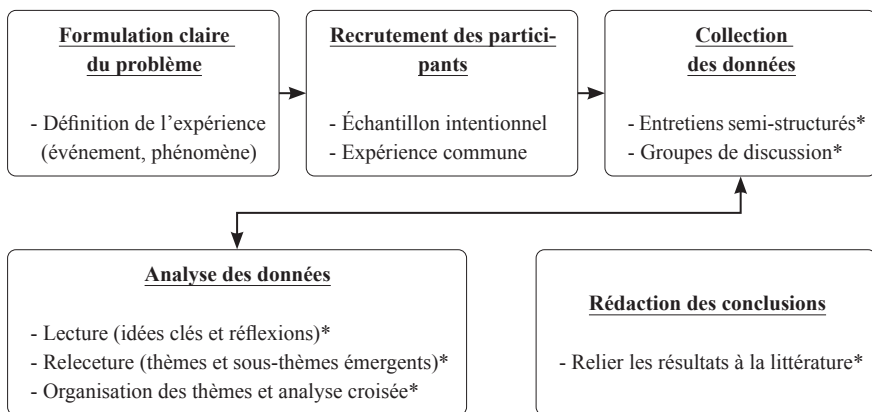 Formulation claire
du problème
- Définition de l’expérience
(événement, phénomène)
Recrutement des partici-
pants
- Échantillon intentionnel
- Expérience commune
Collection
des données
- Entretiens semi-structurés*
- Groupes de discussion*
Analyse des données
- Lecture (idées clés et réflexions)*
- Releceture (thèmes et sous-thèmes émergents)*
- Organisation des thèmes et analyse croisée*
Rédaction des conclusions
- Relier les résultats à la littérature*